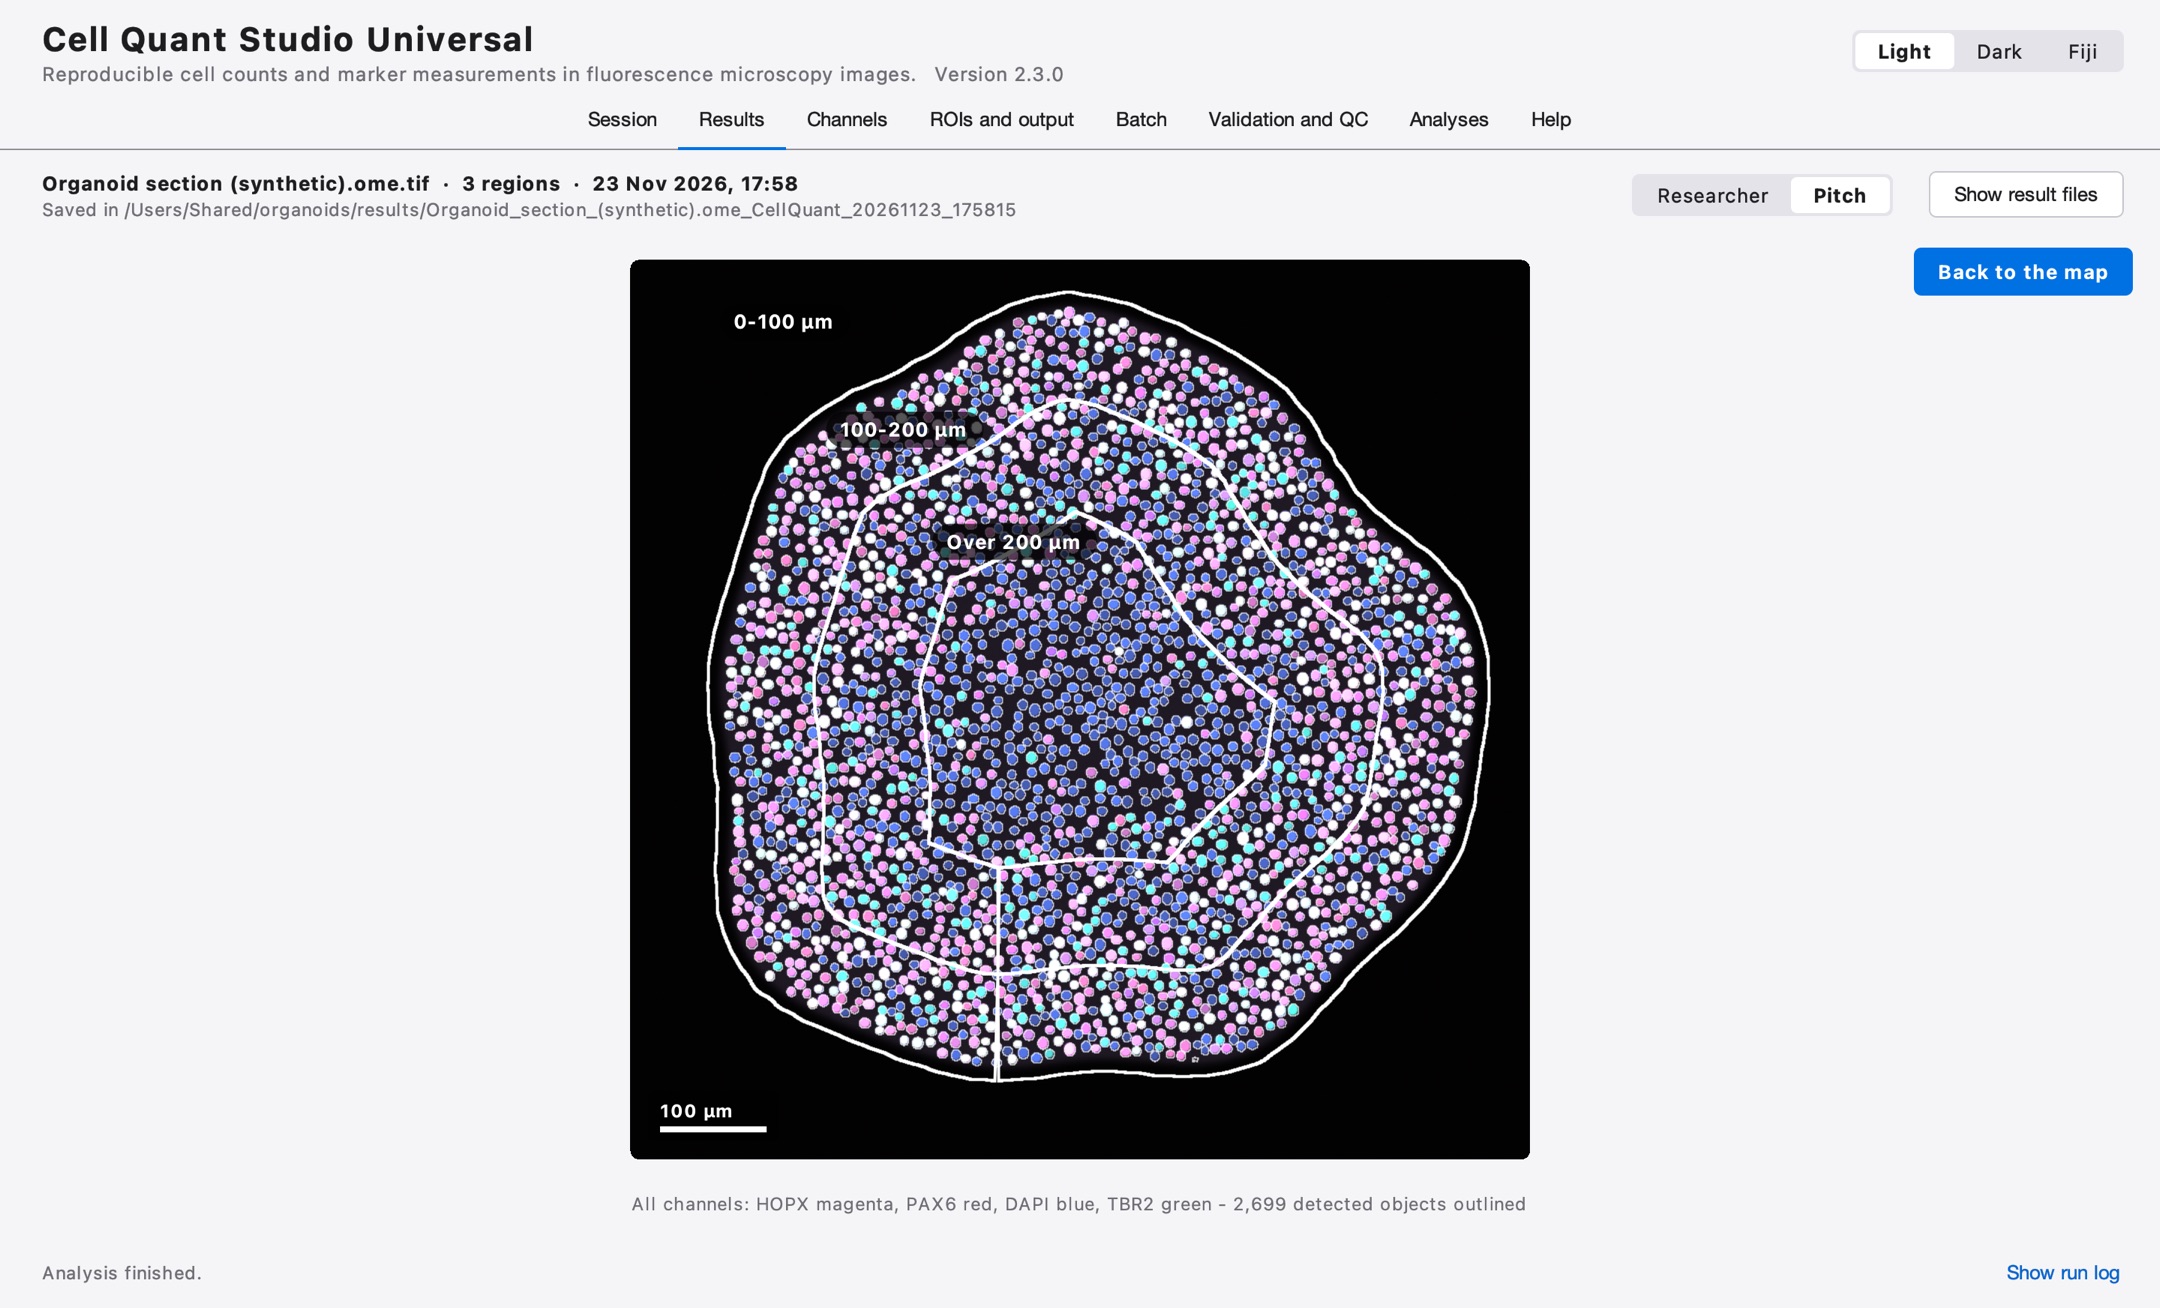 Cell Quant Studio Universal
Reproducible cell counts and marker measurements in fluorescence microscopy images. Version 2.3.0
Light Dark Fiji
Session Results Channels ROIs and output Batch Validation and QC Analyses Help
Organoid section (synthetic).ome.tif · 3 regions · 23 Nov 2026, 17:58
Saved in /Users/Shared/organoids/results/Organoid_section_(synthetic).ome_CellQuant_20261123_175815
Researcher Pitch Show result files
Back to the map
0-100 µm
100-200 µm
Over 200 µm
100 µm
All channels: HOPX magenta, PAX6 red, DAPI blue, TBR2 green - 2,699 detected objects outlined
Analysis finished.
Show run log